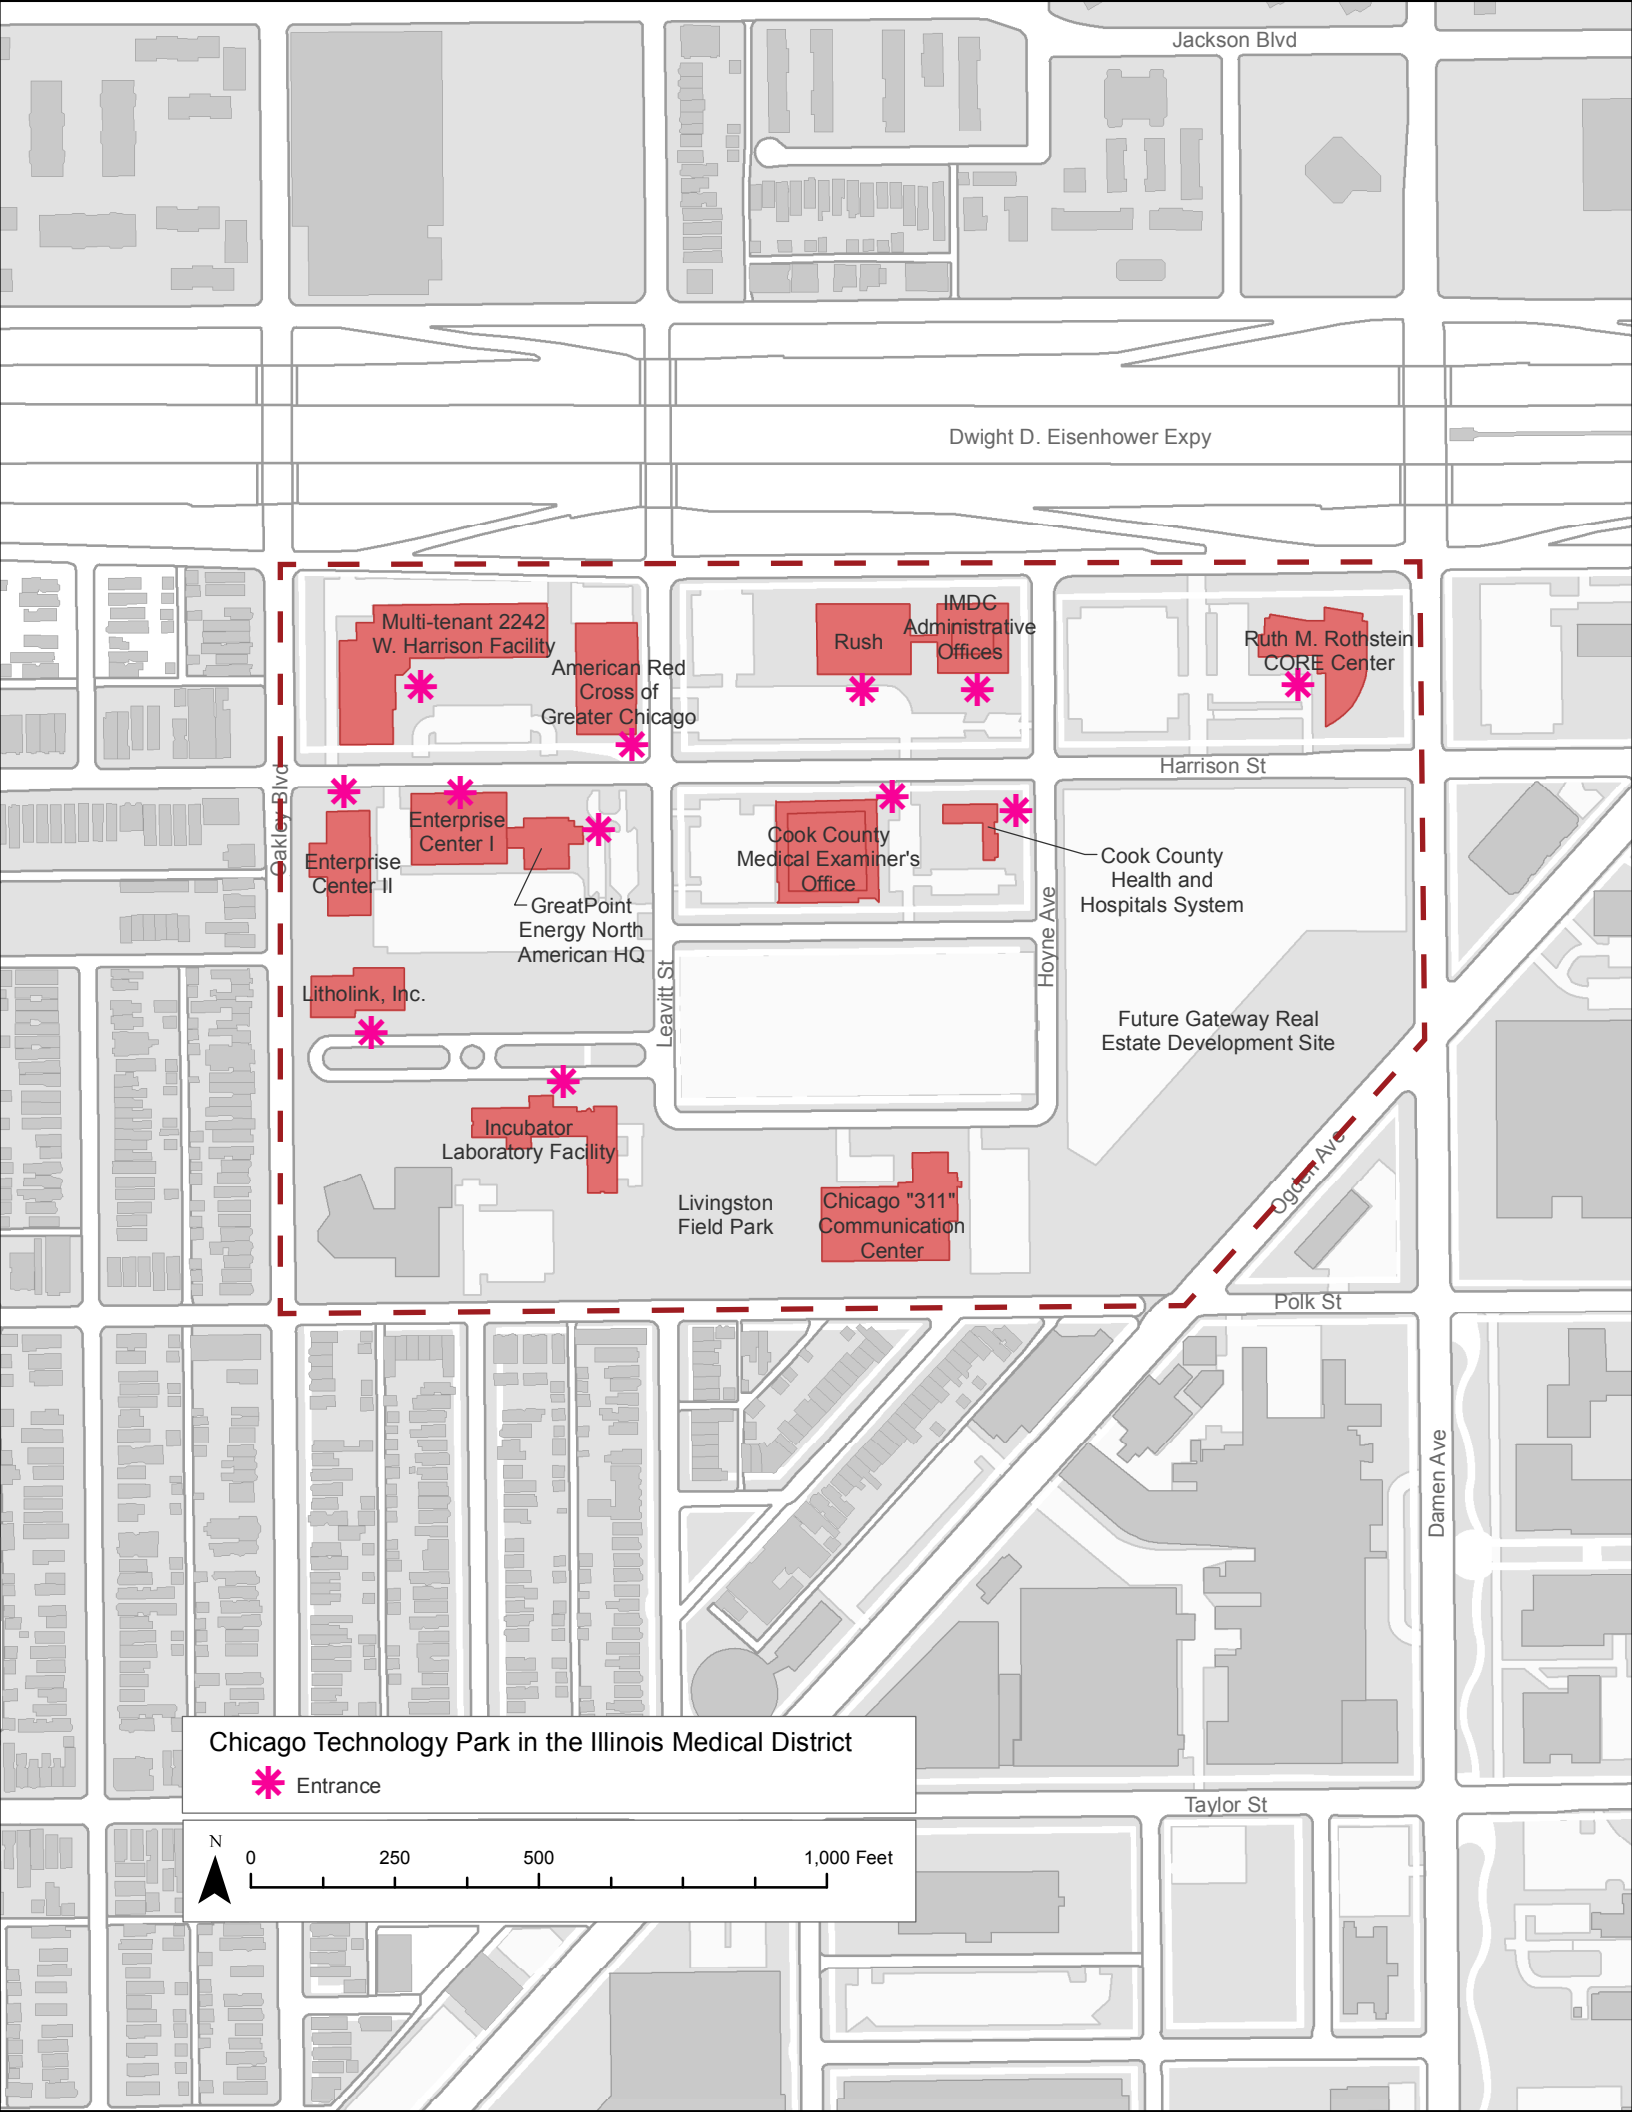 Jackson Blvd
Dwight D. Eisenhower Expy
Multi-tenant 2242
W. Harrison Facility
American Red
Cross of
Greater Chicago
Rush
IMDC
Administrative
Offices
Ruth M. Rothstein
CORE Center
Harrison St
Oakley Blvd
Enterprise
Center I
Enterprise
Center II
GreatPoint
Energy North
American HQ
Cook County
Medical Examiner's
Office
Cook County
Health and
Hospitals System
Hoyne Ave
Leavitt St
Litholink, Inc.
Future Gateway Real
Estate Development Site
Incubator
Laboratory Facility
Livingston
Field Park
Chicago "311"
Communication
Center
Ogden Ave
Polk St
Damen Ave
Chicago Technology Park in the Illinois Medical District
Entrance
Taylor St
N
0 250 500 1,000 Feet